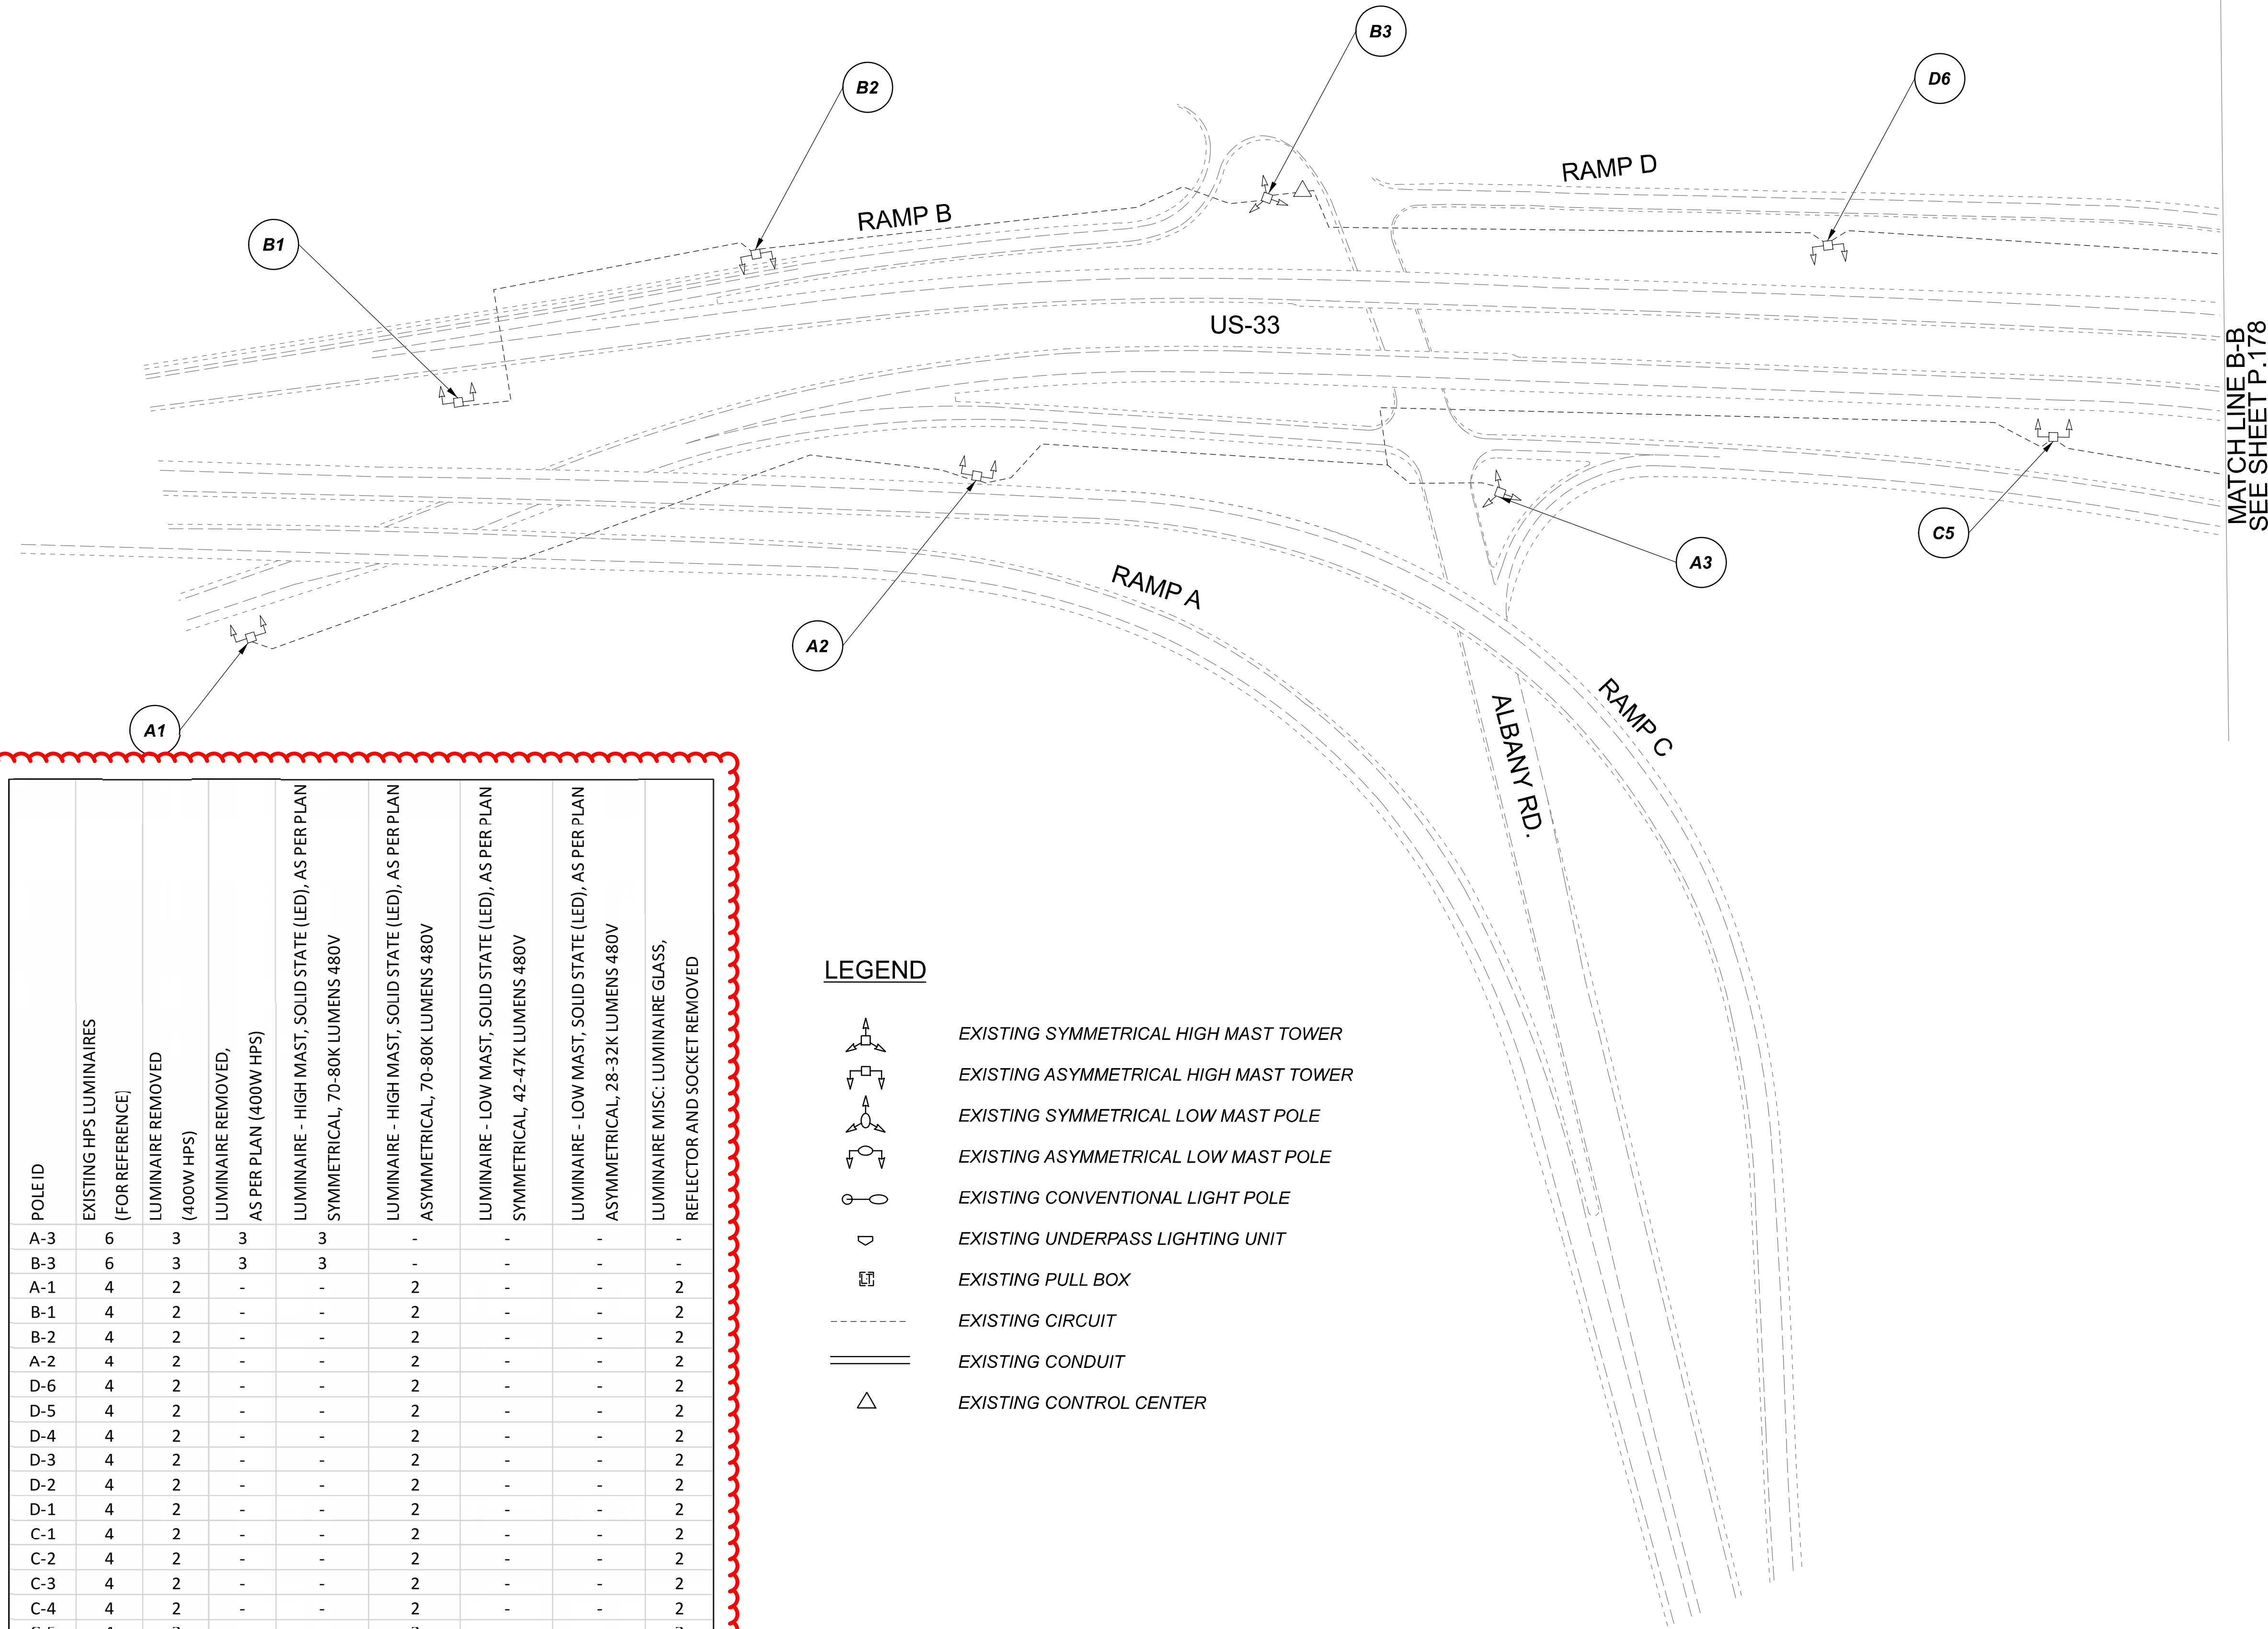 B3
B2
D6
RAMP D
RAMP B
B1
US-33
MATCH LINE B-B
SEE SHEET P.178
C5
A3
RAMP A
A2
RAMP C
ALBANY RD.
A1
POLE ID
EXISTING HPS LUMINAIRES
(FOR REFERENCE)
LUMINAIRE REMOVED
(400W HPS)
LUMINAIRE REMOVED,
AS PER PLAN (400W HPS)
LUMINAIRE - HIGH MAST, SOLID STATE (LED), AS PER PLAN
SYMMETRICAL, 70-80K LUMENS 480V
LUMINAIRE - HIGH MAST, SOLID STATE (LED), AS PER PLAN
ASYMMETRICAL, 70-80K LUMENS 480V
LUMINAIRE - LOW MAST, SOLID STATE (LED), AS PER PLAN
SYMMETRICAL, 42-47K LUMENS 480V
LUMINAIRE - LOW MAST, SOLID STATE (LED), AS PER PLAN
ASYMMETRICAL, 28-32K LUMENS 480V
LUMINAIRE MISC: LUMINAIRE GLASS,
REFLECTOR AND SOCKET REMOVED
A-3 6 3 3 3 - - - -
B-3 6 3 3 3 - - - -
A-1 4 2 - - 2 - - 2
B-1 4 2 - - 2 - - 2
B-2 4 2 - - 2 - - 2
A-2 4 2 - - 2 - - 2
D-6 4 2 - - 2 - - 2
D-5 4 2 - - 2 - - 2
D-4 4 2 - - 2 - - 2
D-3 4 2 - - 2 - - 2
D-2 4 2 - - 2 - - 2
D-1 4 2 - - 2 - - 2
C-1 4 2 - - 2 - - 2
C-2 4 2 - - 2 - - 2
C-3 4 2 - - 2 - - 2
C-4 4 2 - - 2 - - 2
LEGEND
EXISTING SYMMETRICAL HIGH MAST TOWER
EXISTING ASYMMETRICAL HIGH MAST TOWER
EXISTING SYMMETRICAL LOW MAST POLE
EXISTING ASYMMETRICAL LOW MAST POLE
EXISTING CONVENTIONAL LIGHT POLE
EXISTING UNDERPASS LIGHTING UNIT
EXISTING PULL BOX
EXISTING CIRCUIT
EXISTING CONDUIT
EXISTING CONTROL CENTER